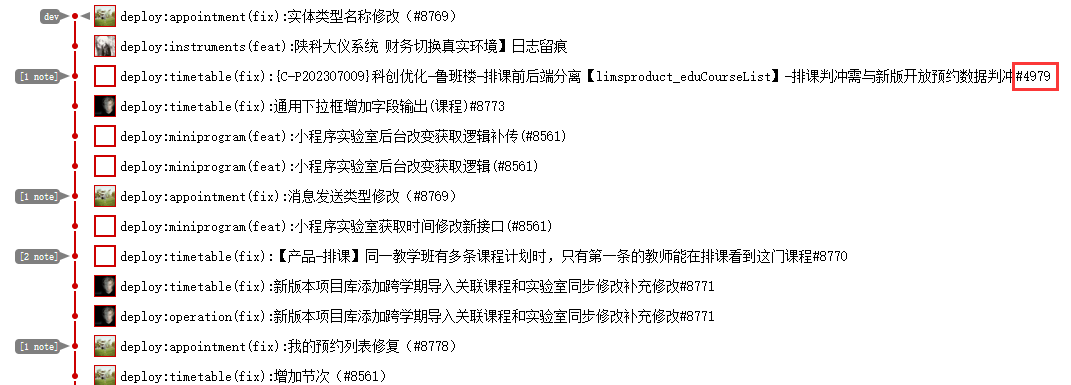 dev deploy:appointment(fix):实体类型名称修改（#8769）
deploy:instruments(feat):陕科大仪系统 财务切换真实环境】日志留痕
[1 note] deploy:timetable(fix):{C-P202307009}科创优化-鲁班楼-排课前后端分离【limsproduct_eduCourseList】-排课判冲需与新版开放预约数据判冲#4979
deploy:timetable(fix):通用下拉框增加字段输出(课程)#8773
deploy:miniprogram(feat):小程序实验室后台改变获取逻辑补传(#8561)
deploy:miniprogram(feat):小程序实验室后台改变获取逻辑(#8561)
[1 note] deploy:appointment(fix):消息发送类型修改（#8769）
deploy:miniprogram(feat):小程序实验室获取时间修改新接口(#8561)
[2 note] deploy:timetable(fix):【产品-排课】同一教学班有多条课程计划时，只有第一条的教师能在排课看到这门课程#8770
deploy:timetable(fix):新版本项目库添加跨学期导入关联课程和实验室同步修改补充修改#8771
deploy:operation(fix):新版本项目库添加跨学期导入关联课程和实验室同步修改补充修改#8771
[1 note] deploy:appointment(fix):我的预约列表修复（#8778）
deploy:timetable(fix):增加节次（#8561）